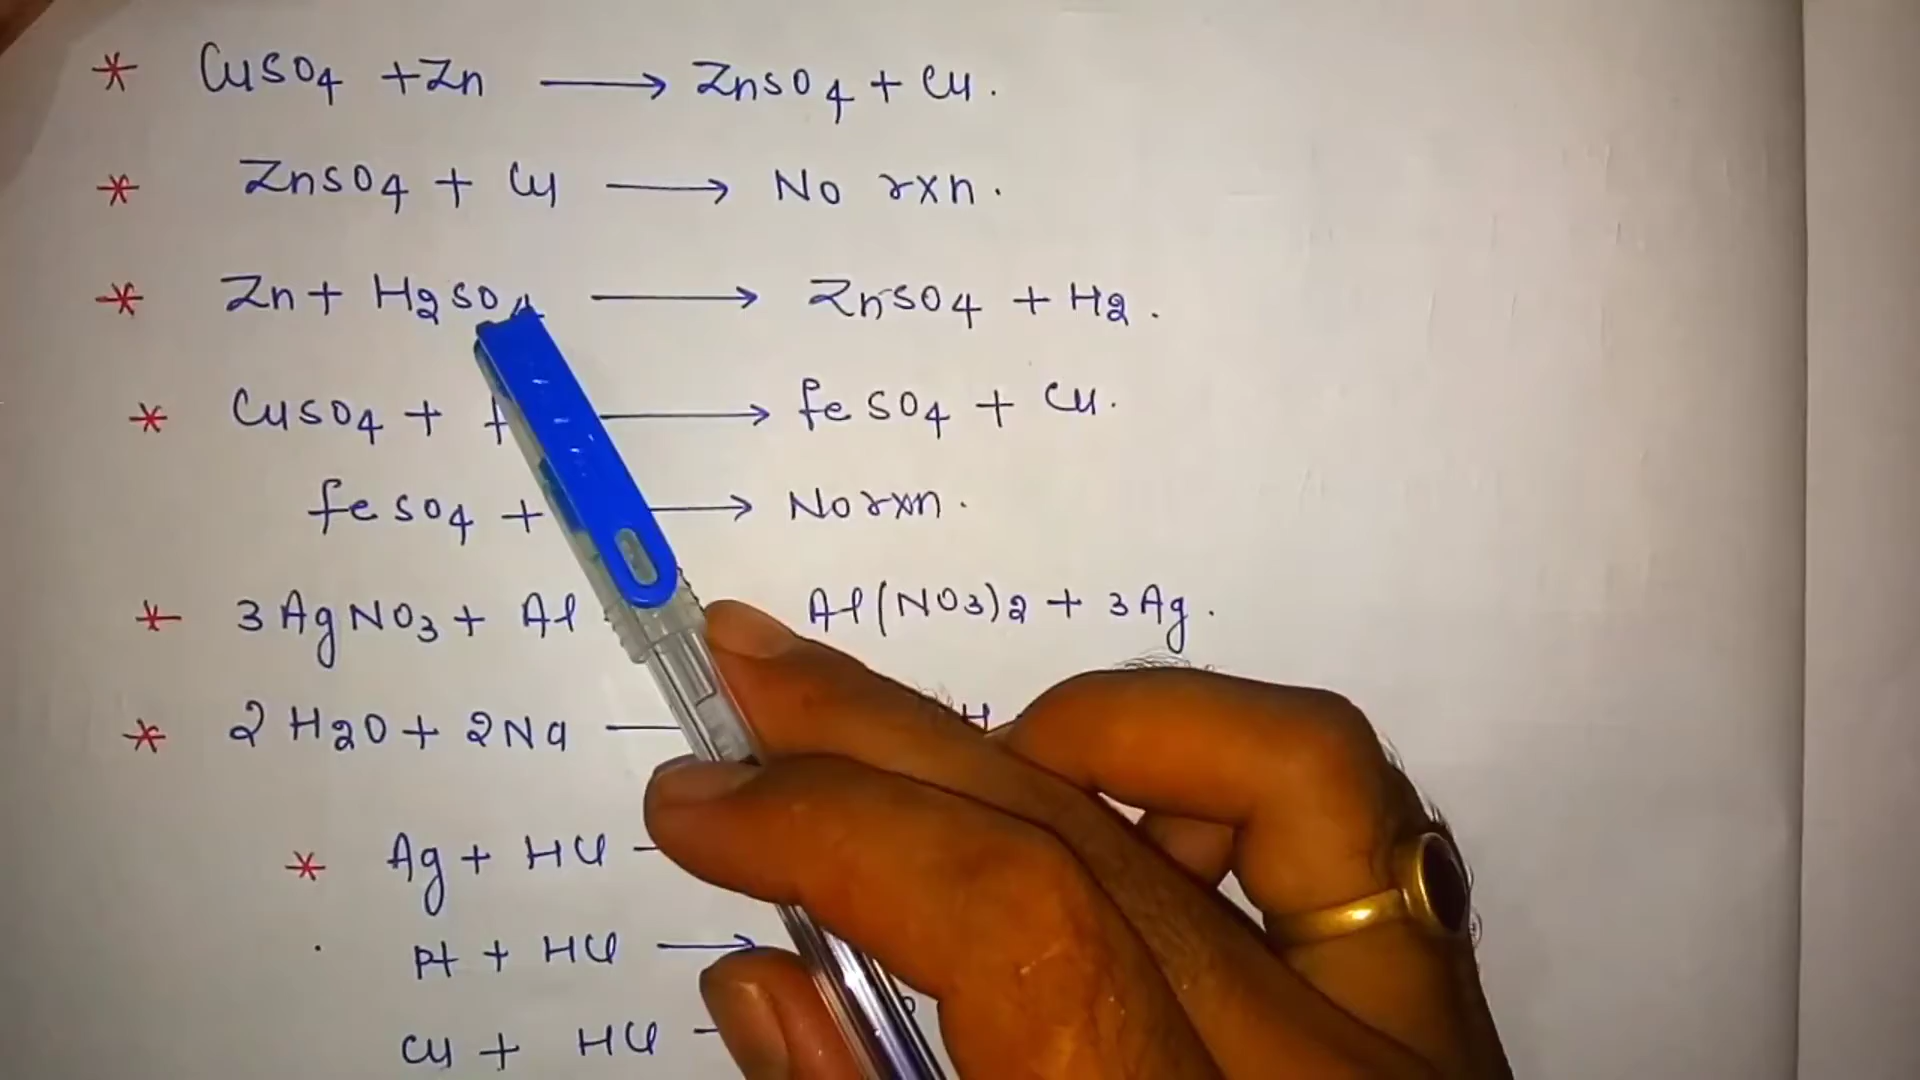 * CuSO4 + Zn ⟶ ZnSO4 + Cu.
* ZnSO4 + Cu ⟶ No rxn.
* Zn + H2SO4 ⟶ ZnSO4 + H2.
* CuSO4 + ⟶ feSO4 + Cu.
feSO4 + ⟶ No rxn.
* 3AgNO3 + Al Al(NO3)2 + 3Ag.
* 2H2O + 2Na — H
* Ag + HCl —
Pt + HCl ⟶
Cu + HCl —